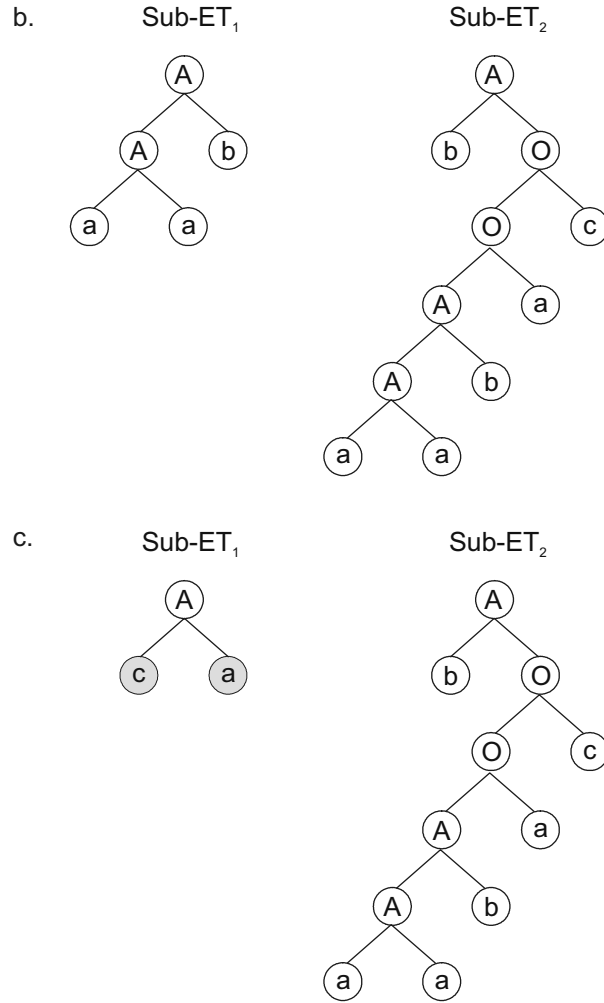 b. Sub-ET₁ Sub-ET₂
A A
A b b O
a a O c
A a
A b
a a
c. Sub-ET₁ Sub-ET₂
A A
c a b O
O c
A a
A b
a a